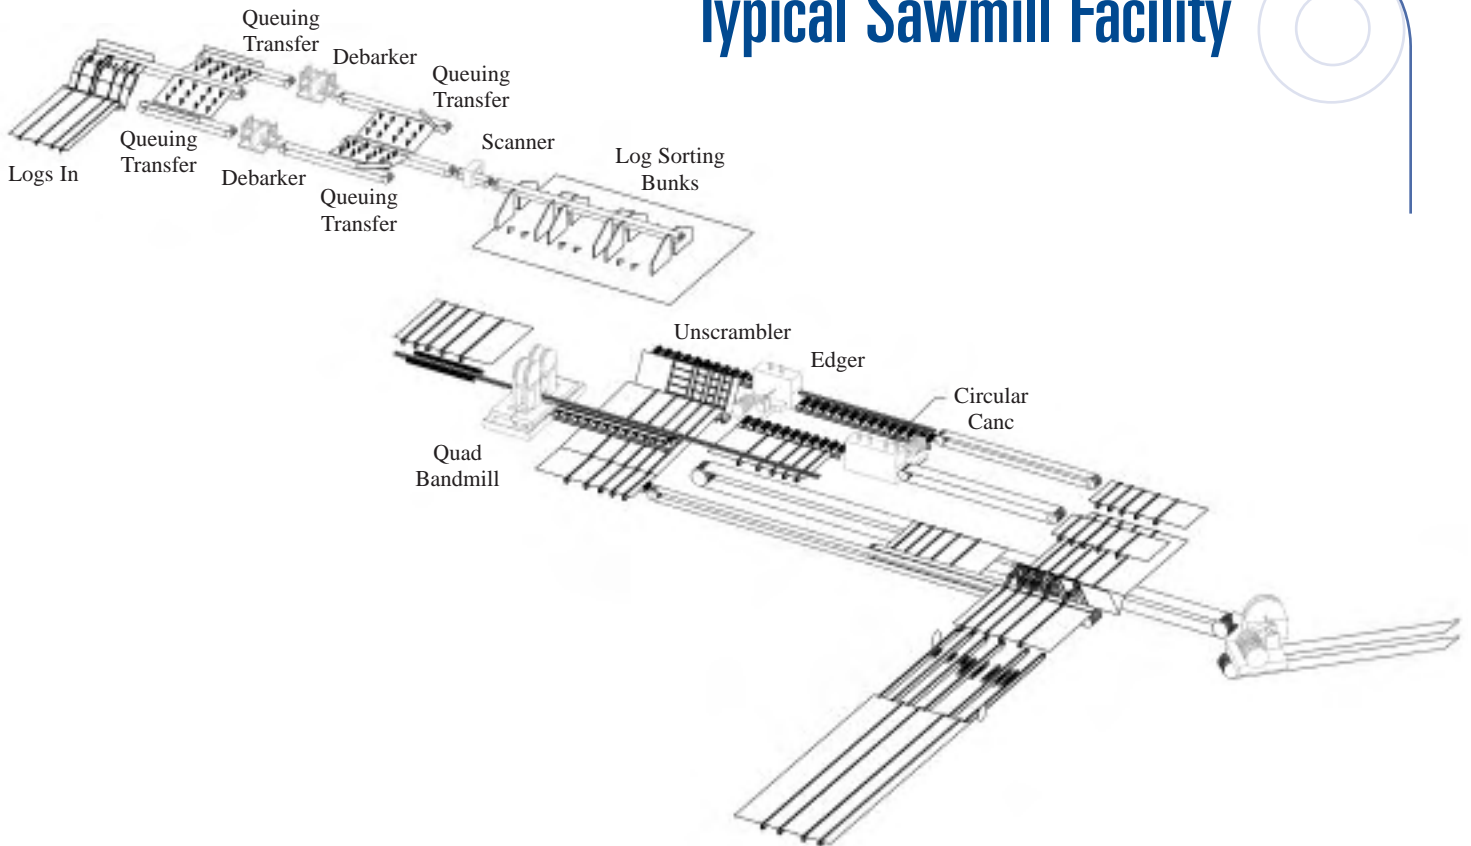 Typical Sawmill Facility
Queuing
Transfer
Debarker
Queuing
Transfer
Scanner
Log Sorting
Bunks
Logs In
Queuing
Transfer
Debarker
Queuing
Transfer
Unscrambler
Edger
Circular
Canc
Quad
Bandmill